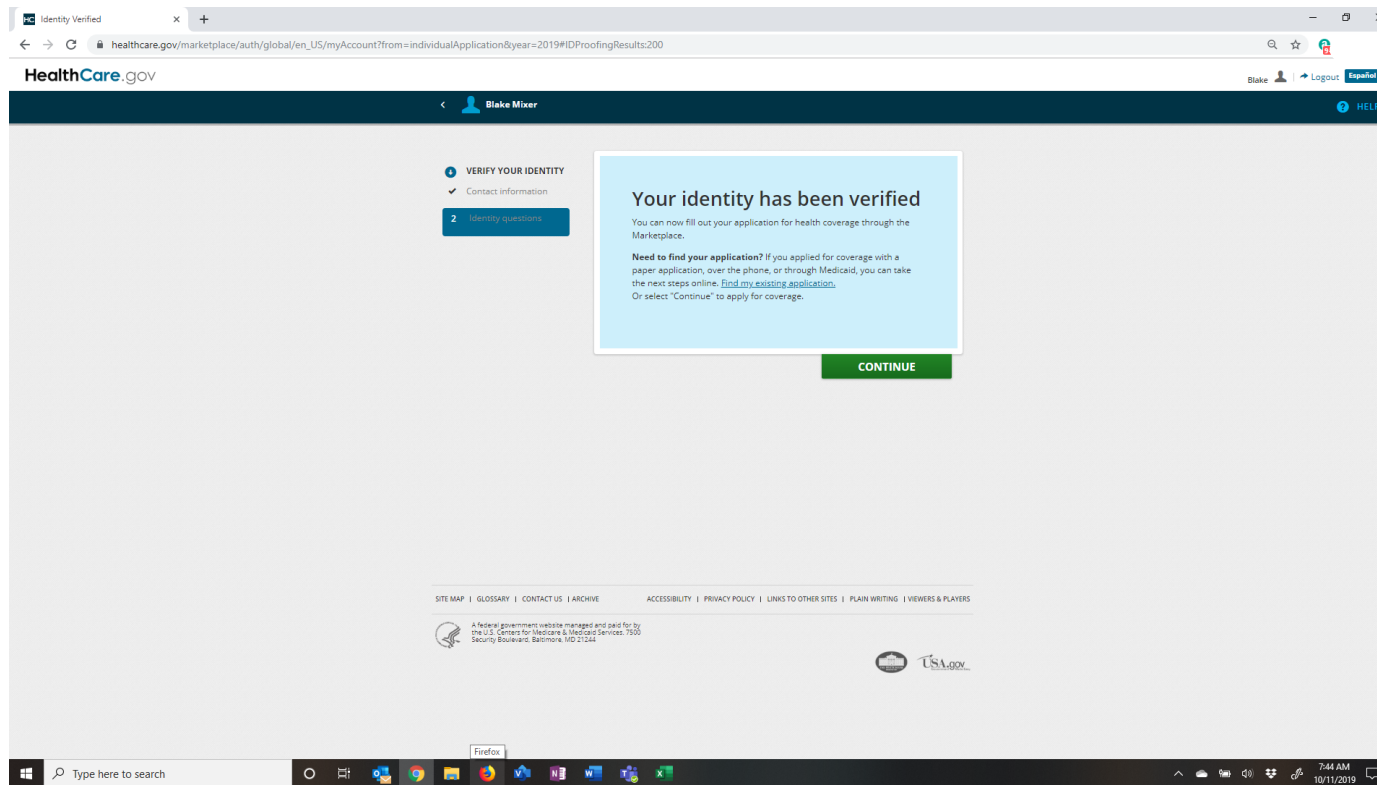 Identity Verified
healthcare.gov/marketplace/auth/global/en_US/myAccount?from=individualApplication&year=2019#IDProofingResults:200
HealthCare.gov
Blake
Logout
Español
Blake Mixer
HELP
VERIFY YOUR IDENTITY
Contact information
2 Identity questions
Your identity has been verified
You can now fill out your application for health coverage through the
Marketplace.
Need to find your application? If you applied for coverage with a
paper application, over the phone, or through Medicaid, you can take
the next steps online. Find my existing application.
Or select "Continue" to apply for coverage.
CONTINUE
SITE MAP | GLOSSARY | CONTACT US | ARCHIVE
ACCESSIBILITY | PRIVACY POLICY | LINKS TO OTHER SITES | PLAIN WRITING | VIEWERS & PLAYERS
A federal government website managed and paid for by
the U.S. Centers for Medicare & Medicaid Services. 7500
Security Boulevard, Baltimore, MD 21244
USA.gov
Firefox
Type here to search
7:44 AM
10/11/2019